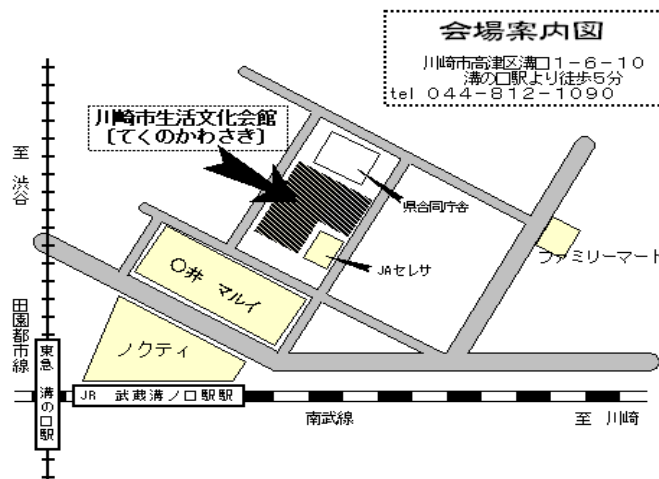 会場案内図
川崎市高津区溝口1-6-10
溝の口駅より徒歩5分
tel 044-812-1090
川崎市生活文化会館
〔てくのかわさき〕
至 渋谷
県合同庁舎
ファミリーマート
JAセレサ
〇井 マルイ
田園都市線
ノクティ
東急 溝の口駅
JR 武蔵溝ノ口駅駅
南武線
至 川崎